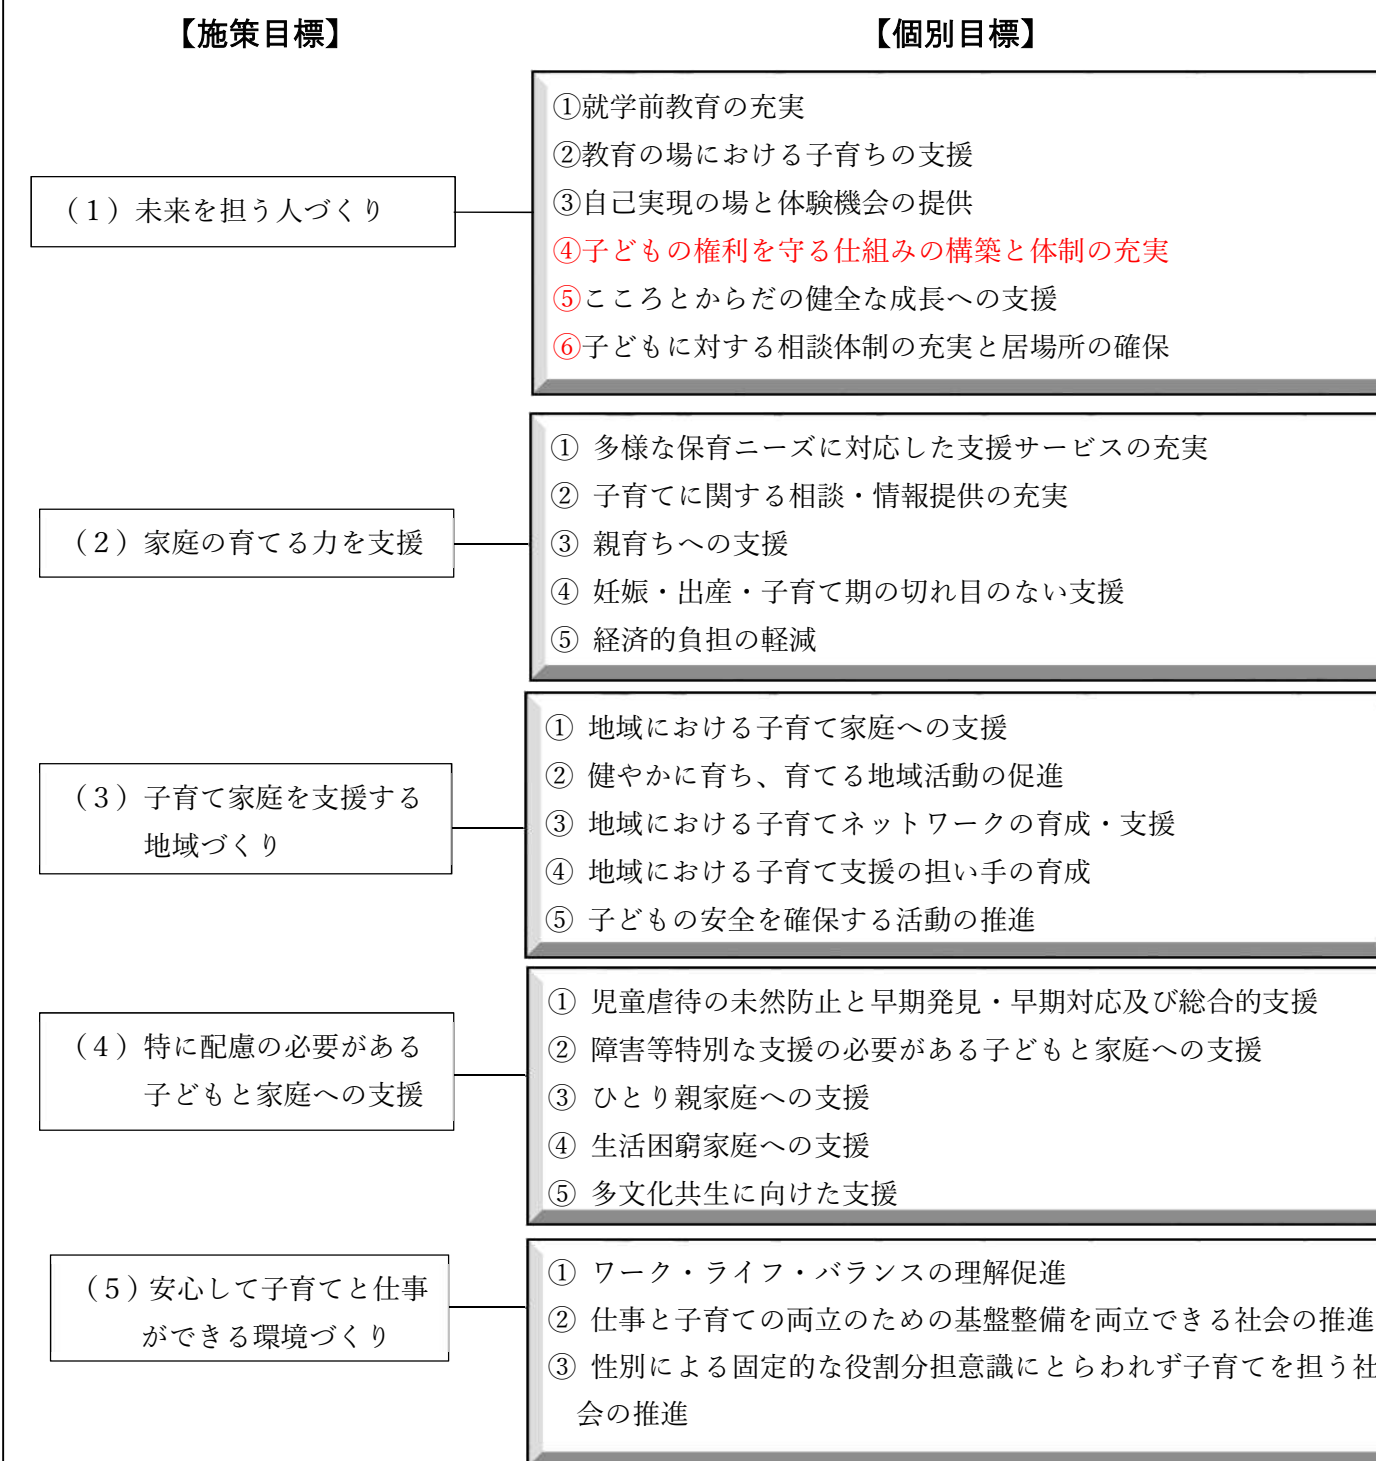 【施策目標】
【個別目標】
（１）未来を担う人づくり
①就学前教育の充実
②教育の場における子育ちの支援
③自己実現の場と体験機会の提供
④子どもの権利を守る仕組みの構築と体制の充実
⑤こころとからだの健全な成長への支援
⑥子どもに対する相談体制の充実と居場所の確保
（２）家庭の育てる力を支援
① 多様な保育ニーズに対応した支援サービスの充実
② 子育てに関する相談・情報提供の充実
③ 親育ちへの支援
④ 妊娠・出産・子育て期の切れ目のない支援
⑤ 経済的負担の軽減
（３）子育て家庭を支援する
地域づくり
① 地域における子育て家庭への支援
② 健やかに育ち、育てる地域活動の促進
③ 地域における子育てネットワークの育成・支援
④ 地域における子育て支援の担い手の育成
⑤ 子どもの安全を確保する活動の推進
（４）特に配慮の必要がある
子どもと家庭への支援
① 児童虐待の未然防止と早期発見・早期対応及び総合的支援
② 障害等特別な支援の必要がある子どもと家庭への支援
③ ひとり親家庭への支援
④ 生活困窮家庭への支援
⑤ 多文化共生に向けた支援
（５）安心して子育てと仕事
ができる環境づくり
① ワーク・ライフ・バランスの理解促進
② 仕事と子育ての両立のための基盤整備を両立できる社会の推進
③ 性別による固定的な役割分担意識にとらわれず子育てを担う社
会の推進